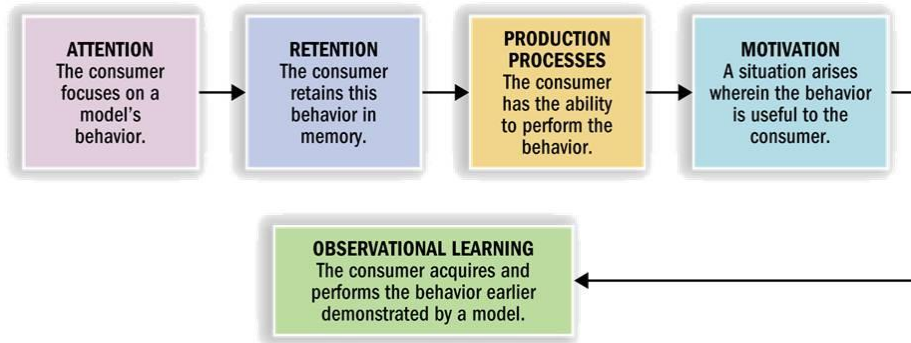 ATTENTION
The consumer
focuses on a
model's
behavior.
RETENTION
The consumer
retains this
behavior in
memory.
PRODUCTION
PROCESSES
The consumer
has the ability
to perform the
behavior.
MOTIVATION
A situation arises
wherein the behavior
is useful to the
consumer.
OBSERVATIONAL LEARNING
The consumer acquires and
performs the behavior earlier
demonstrated by a model.